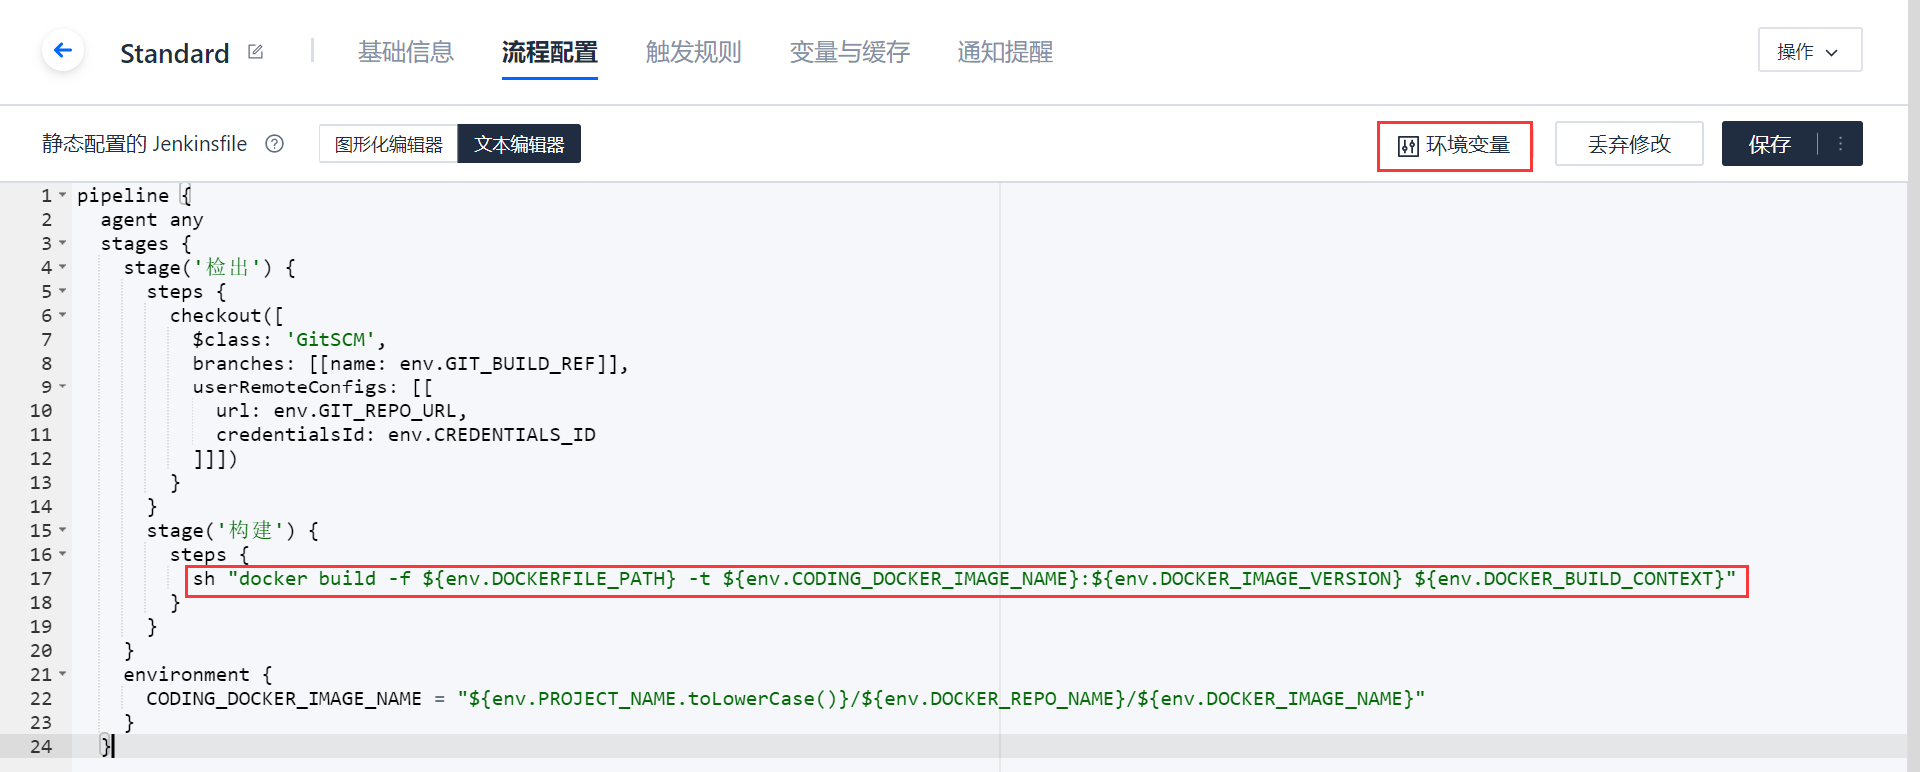 Standard 基础信息 流程配置 触发规则 变量与缓存 通知提醒 操作
静态配置的 Jenkinsfile 图形化编辑器 文本编辑器 环境变量 丢弃修改 保存
1 pipeline {
2   agent any
3   stages {
4     stage('检出') {
5       steps {
6         checkout([
7           $class: 'GitSCM',
8           branches: [[name: env.GIT_BUILD_REF]],
9           userRemoteConfigs: [[
10             url: env.GIT_REPO_URL,
11             credentialsId: env.CREDENTIALS_ID
12           ]]])
13         }
14       }
15       stage('构建') {
16         steps {
17           sh "docker build -f ${env.DOCKERFILE_PATH} -t ${env.CODING_DOCKER_IMAGE_NAME}:${env.DOCKER_IMAGE_VERSION} ${env.DOCKER_BUILD_CONTEXT}"
18         }
19       }
20     }
21     environment {
22       CODING_DOCKER_IMAGE_NAME = "${env.PROJECT_NAME.toLowerCase()}/${env.DOCKER_REPO_NAME}/${env.DOCKER_IMAGE_NAME}"
23     }
24   }